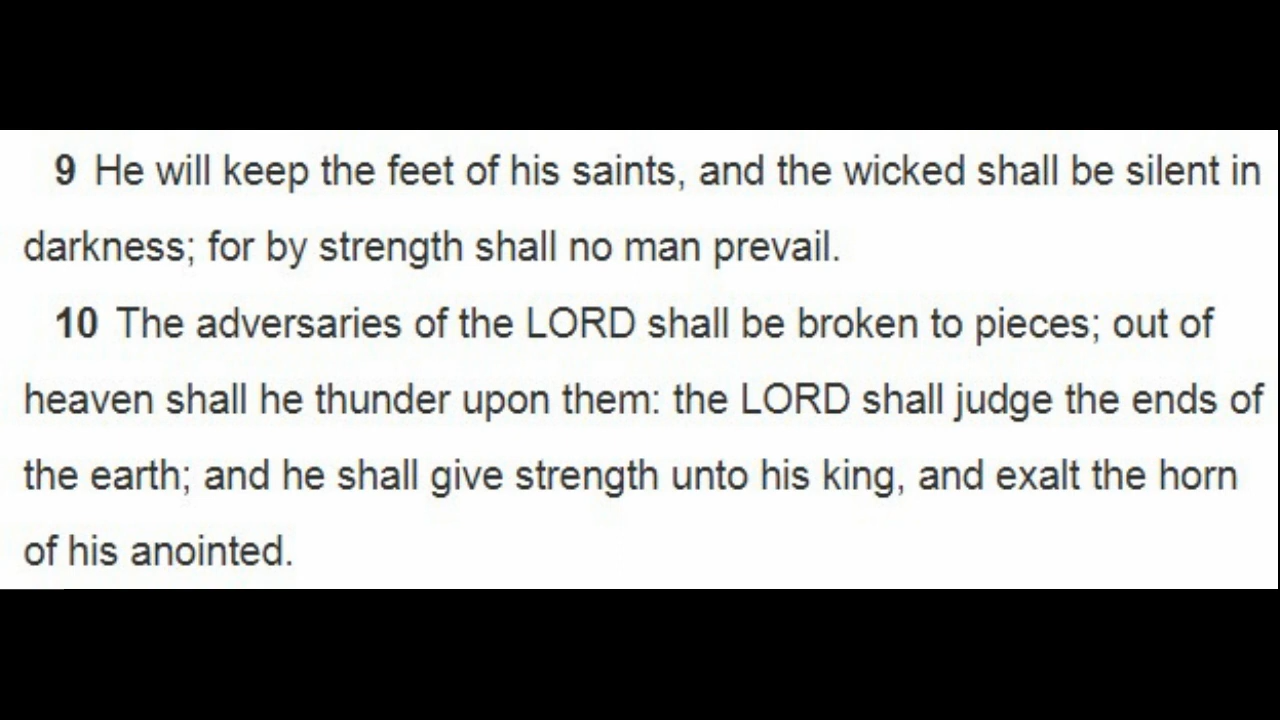 9 He will keep the feet of his saints, and the wicked shall be silent in
darkness; for by strength shall no man prevail.
10 The adversaries of the LORD shall be broken to pieces; out of
heaven shall he thunder upon them: the LORD shall judge the ends of
the earth; and he shall give strength unto his king, and exalt the horn
of his anointed.